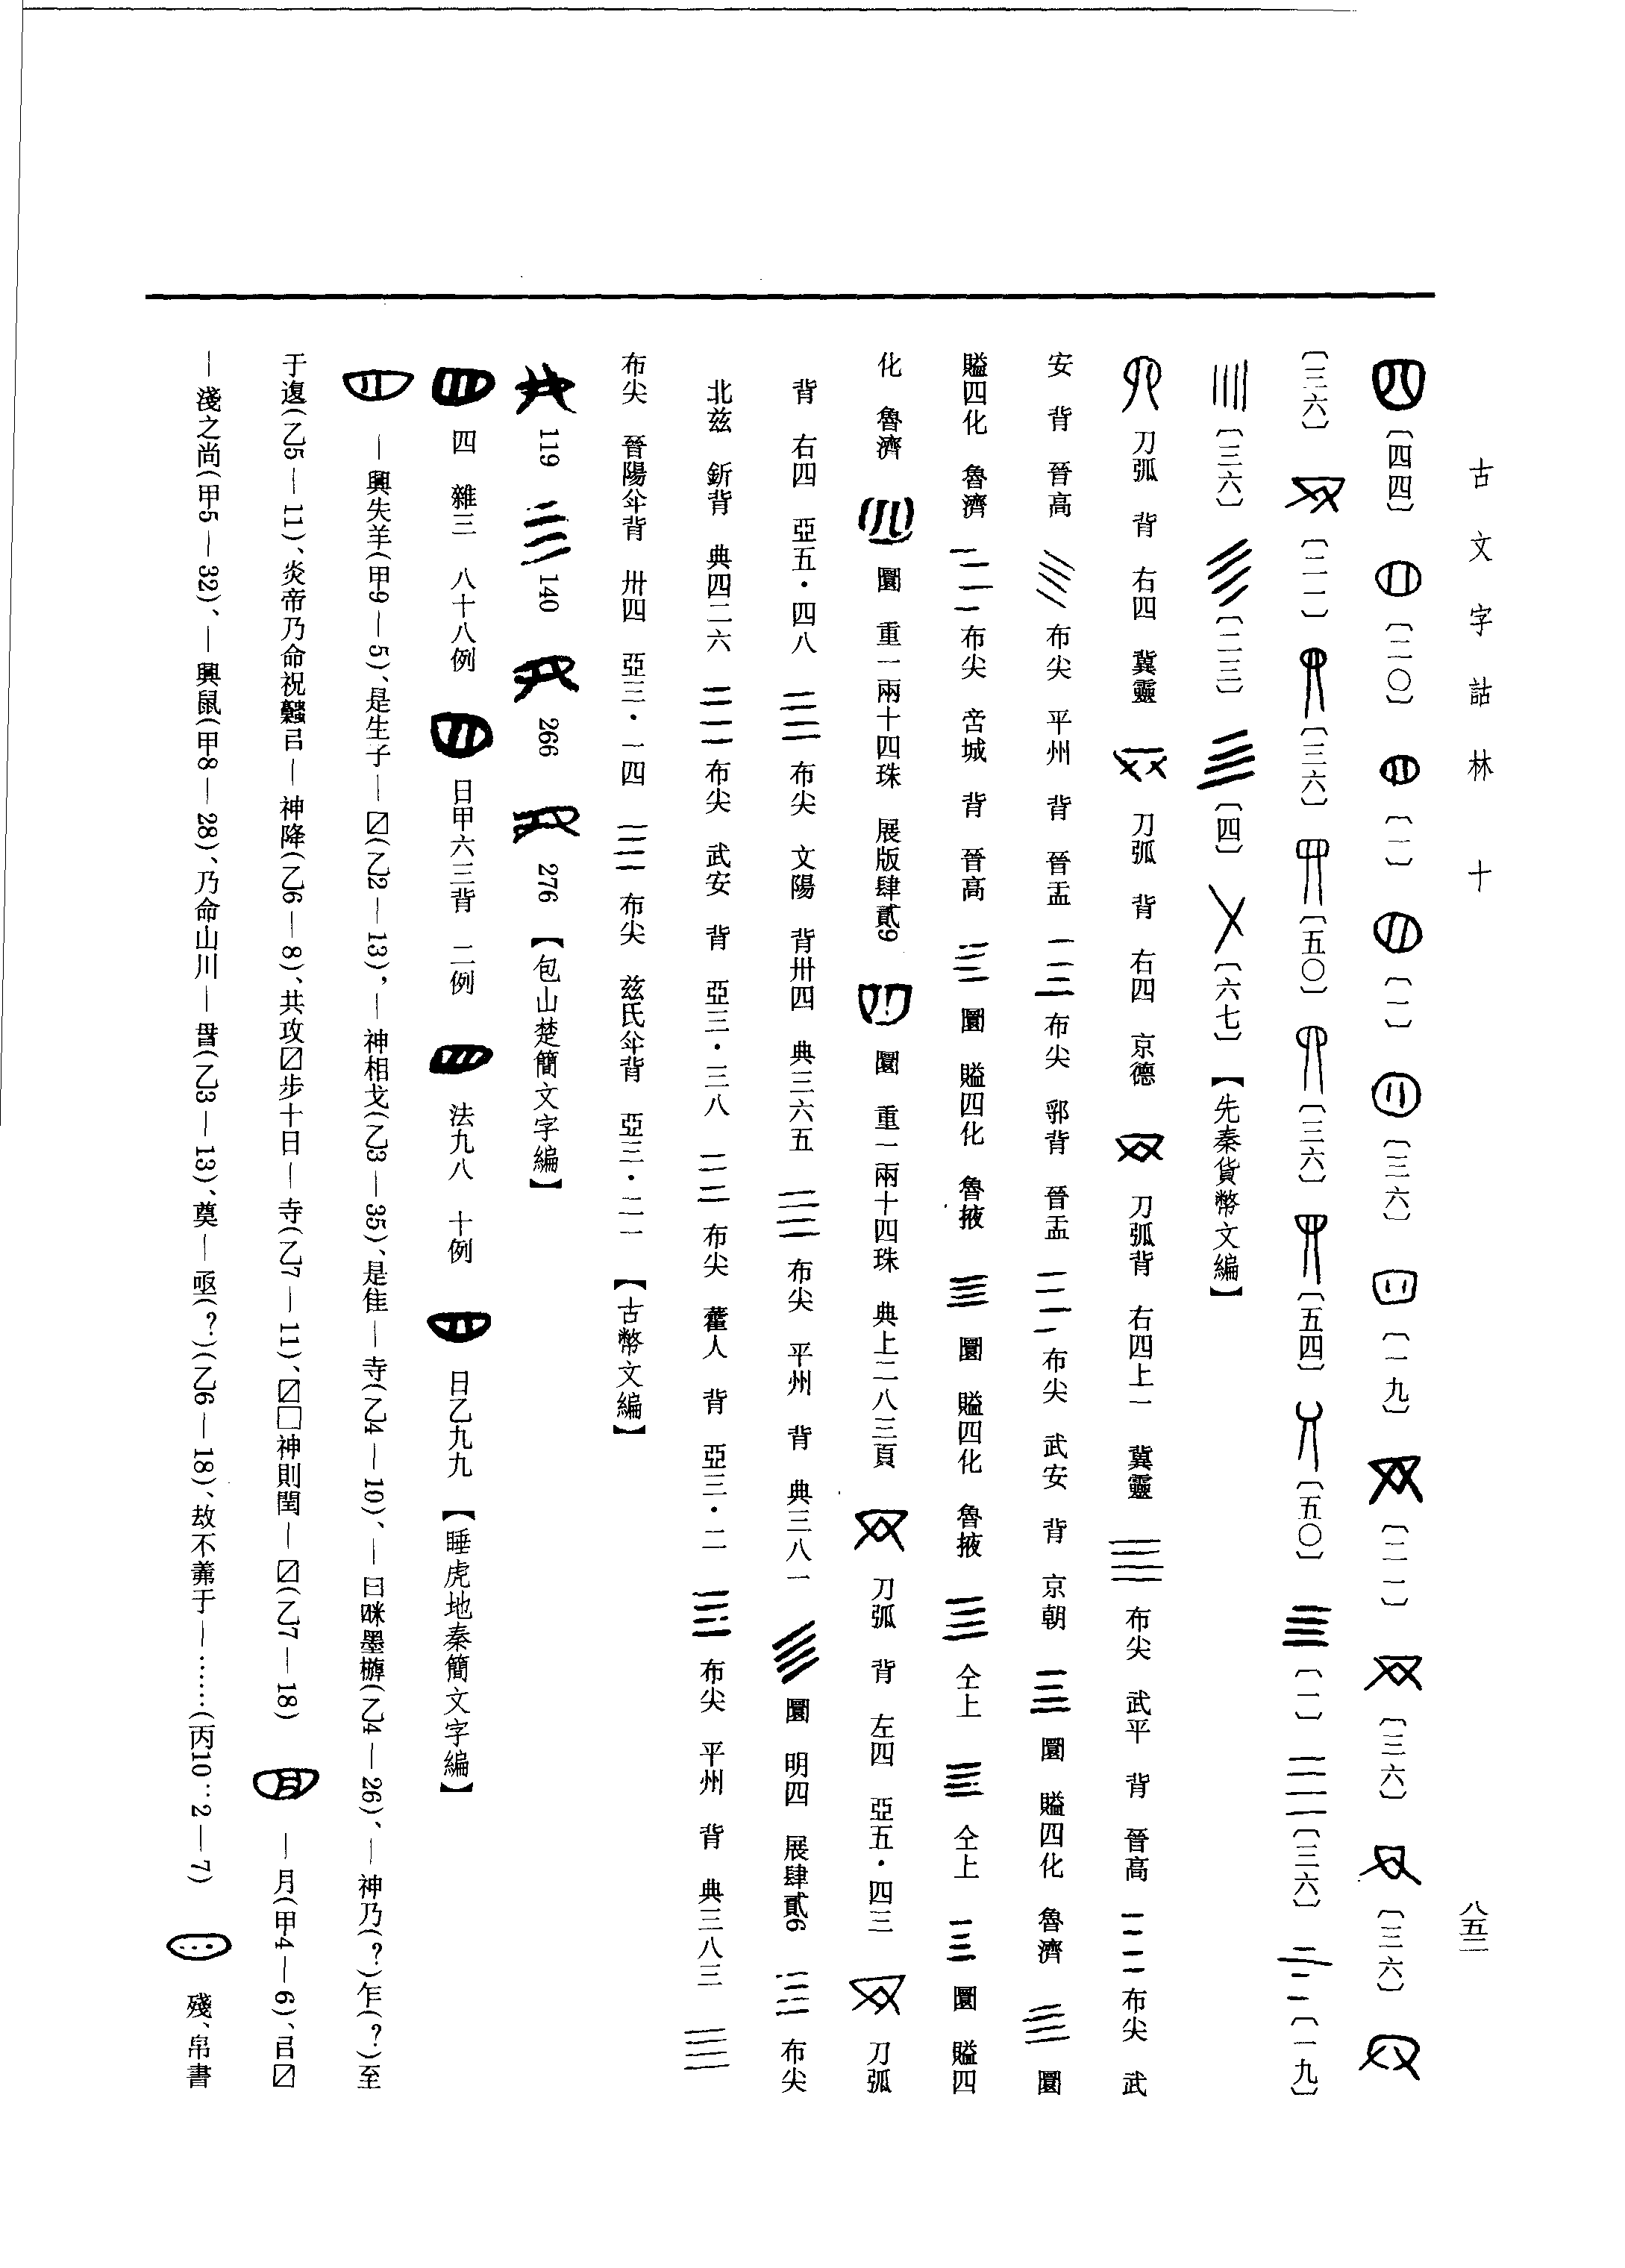 古文字詁林 十
八五二
〔四四〕 〔二〇〕 〔二〕 〔二〕 〔三六〕 〔一九〕 〔二一〕 〔三六〕 〔三六〕
〔三六〕 〔二一〕 〔三六〕 〔五〇〕 〔三六〕 〔五四〕 〔五〇〕 〔二〕 〔三六〕 〔一九〕
〔三六〕 〔二三〕 〔四〕 〔六七〕【先秦貨幣文編】
刀弧 背 右四 冀靈 刀弧 背 右四 京德 刀弧背 右四上一 冀靈 布尖 武平 背 晉高 布尖 武
安 背 晉高 布尖 平州 背 晉盂 布尖 郛背 晉盂 布尖 武安 背 京朝 圜 賹四化 魯濟 圜
賹四化 魯濟 布尖 㕻城 背 晉高 圜 賹四化 魯掖 圜 賹四化 魯掖 仝上 仝上 圜 賹四
化 魯濟 圜 重一兩十四珠 展版肆貳9 圜 重一兩十四珠 典上二八三頁 刀弧 背 左四 亞五・四三 刀弧
背 右四 亞五・四八 布尖 文陽 背卅四 典三六五 布尖 平州 背 典三八一 圜 明四 展肆貳6 布尖
北兹 釿背 典四二六 布尖 武安 背 亞三・三八 布尖 藿人 背 亞三・二 布尖 平州 背 典三八三
布尖 晉陽仐背 卅四 亞三・一四 布尖 兹氏仐背 亞三・二一 【古幣文編】
119 140 266 276 【包山楚簡文字編】
四 雜三 八十八例 日甲六三背 二例 法九八 十例 日乙九九 【睡虎地秦簡文字編】
—興失羊(甲9—5)、是生子—〼(乙2—13)，—神相戈(乙3—35)、是隹—寺(乙4—10)、—曰墨(乙4—26)、—神乃(?)乍(?)至
于遉(乙5—11)、炎帝乃命祝㠯—神降(乙6—8)、共攻〼步十日—寺(乙7—11)、〼□神則閏—〼(乙7—18) —月(甲4—6)、㠯〼
—淺之尚(甲5—32)、—興鼠(甲8—28)、乃命山川—(乙3—13)、奠—亟(?)(乙6—18)、故不于—……(丙10：2—7) 殘、帛書